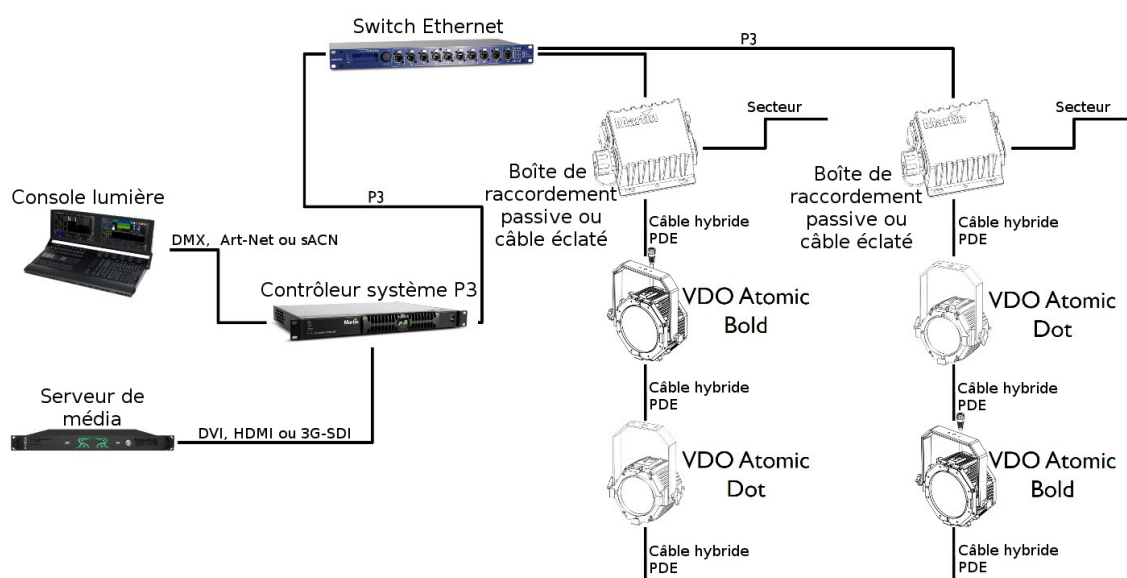 Switch Ethernet
P3
P3
Secteur
Secteur
Martin
Martin
Boîte de
raccordement
passive ou
câble éclaté
Boîte de
raccordement
passive ou
câble éclaté
Console lumière
DMX, Art-Net ou sACN
Câble hybride
PDE
Câble hybride
PDE
Contrôleur système P3
Martin
VDO Atomic
Bold
VDO Atomic
Dot
Serveur de
média
DVI, HDMI ou 3G-SDI
Câble hybride
PDE
Câble hybride
PDE
VDO Atomic
Dot
VDO Atomic
Bold
Câble hybride
PDE
Câble hybride
PDE